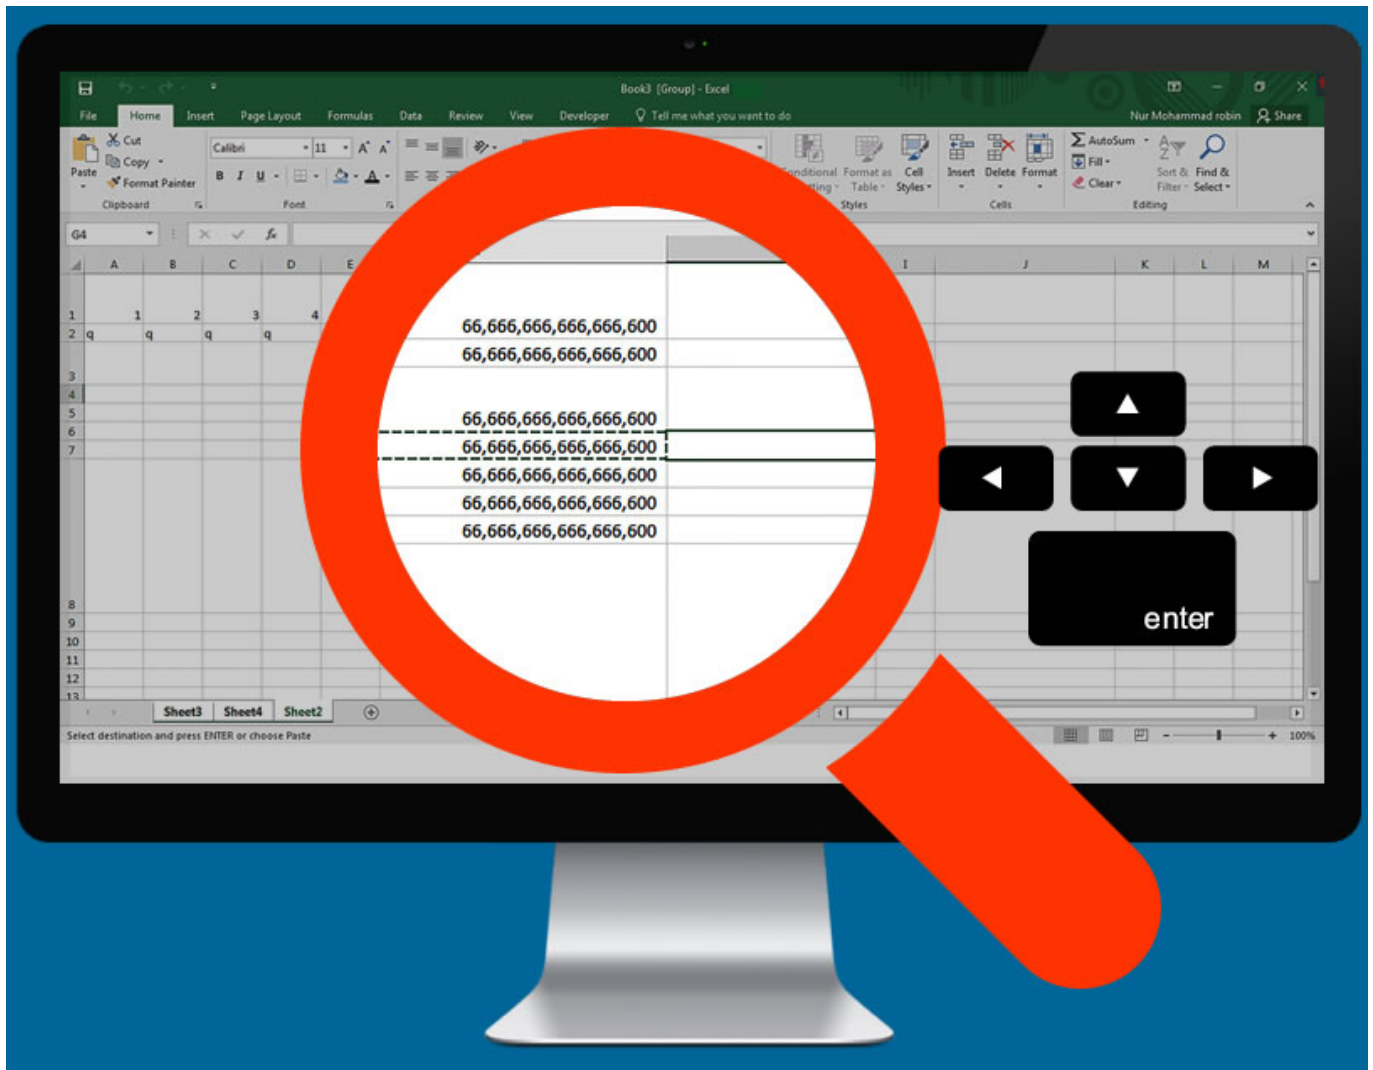 Book3 [Group] - Excel
File Home Insert Page Layout Formulas Data Review View Developer Tell me what you want to do Nur Mohammad robin Share
Cut
Copy
Format Painter
Paste
Clipboard
Calibri 11 A A
B I U A
Font
Conditional Format as Cell
Table Styles
Styles
Insert Delete Format
Cells
AutoSum
Fill
Clear
Sort & Find &
Filter Select
Editing
G4 fx
A B C D E I J K L M
1 1 2 3 4
2 q q q q
3
4
5
6
7
8
9
10
11
12
13
66,666,666,666,666,600
66,666,666,666,666,600
66,666,666,666,666,600
66,666,666,666,666,600
66,666,666,666,666,600
66,666,666,666,666,600
66,666,666,666,666,600
enter
Sheet3 Sheet4 Sheet2
Select destination and press ENTER or choose Paste
100%